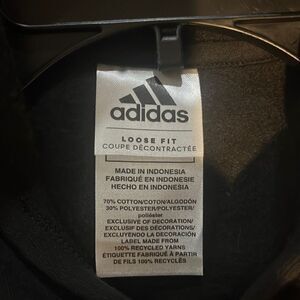 adidas
LOOSE FIT
COUPE DÉCONTRACTÉE
MADE IN INDONESIA
FABRIQUÉ EN INDONESIE
HECHO EN INDONESIA
70% COTTON/COTON/ALGODÓN
30% POLYESTER/POLYESTER/
poliéster
EXCLUSIVE OF DECORATION/
EXCLUSIF DES DÉCORATIONS/
EXCLUYENDO LA DECORACIÓN
LABEL MADE FROM
100% RECYCLED YARNS
ÉTIQUETTE FABRIQUÉ À PARTIR
DE FILS 100% RECYCLÉS